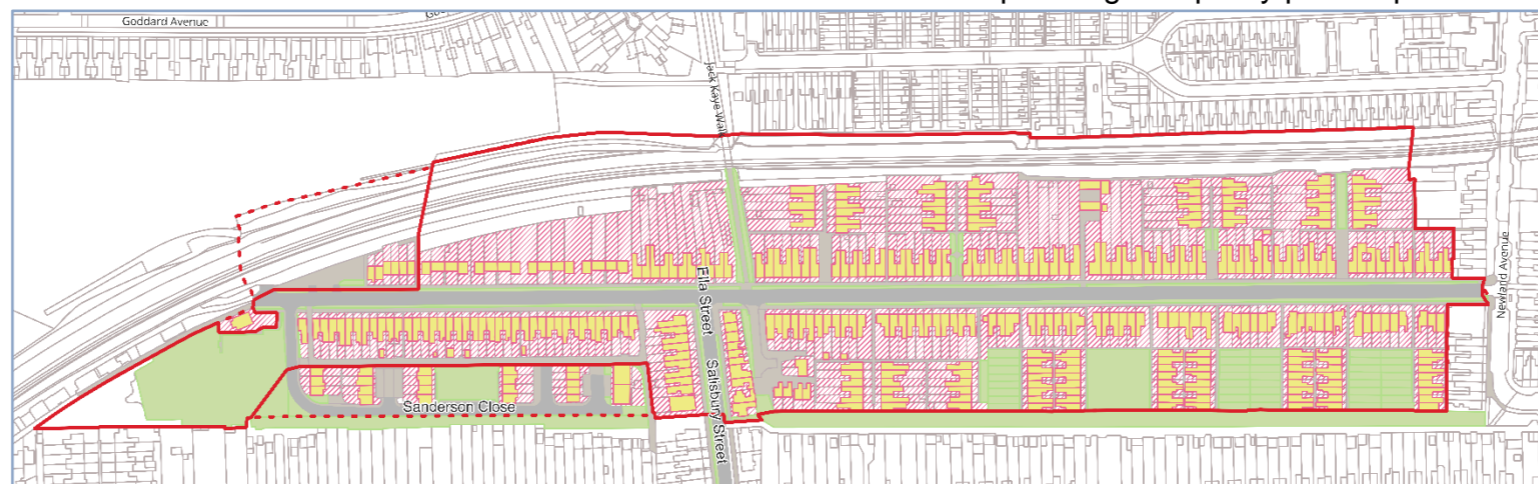 Goddard Avenue
Jack Kaye Walk
Ella Street
Salisbury Street
Sanderson Close
Newland Avenue